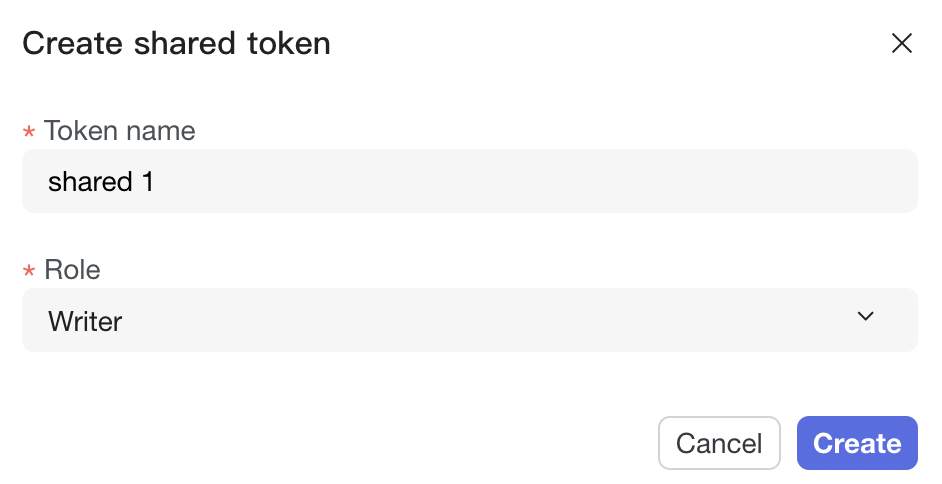 Create shared token
* Token name
shared 1
* Role
Writer
Cancel
Create